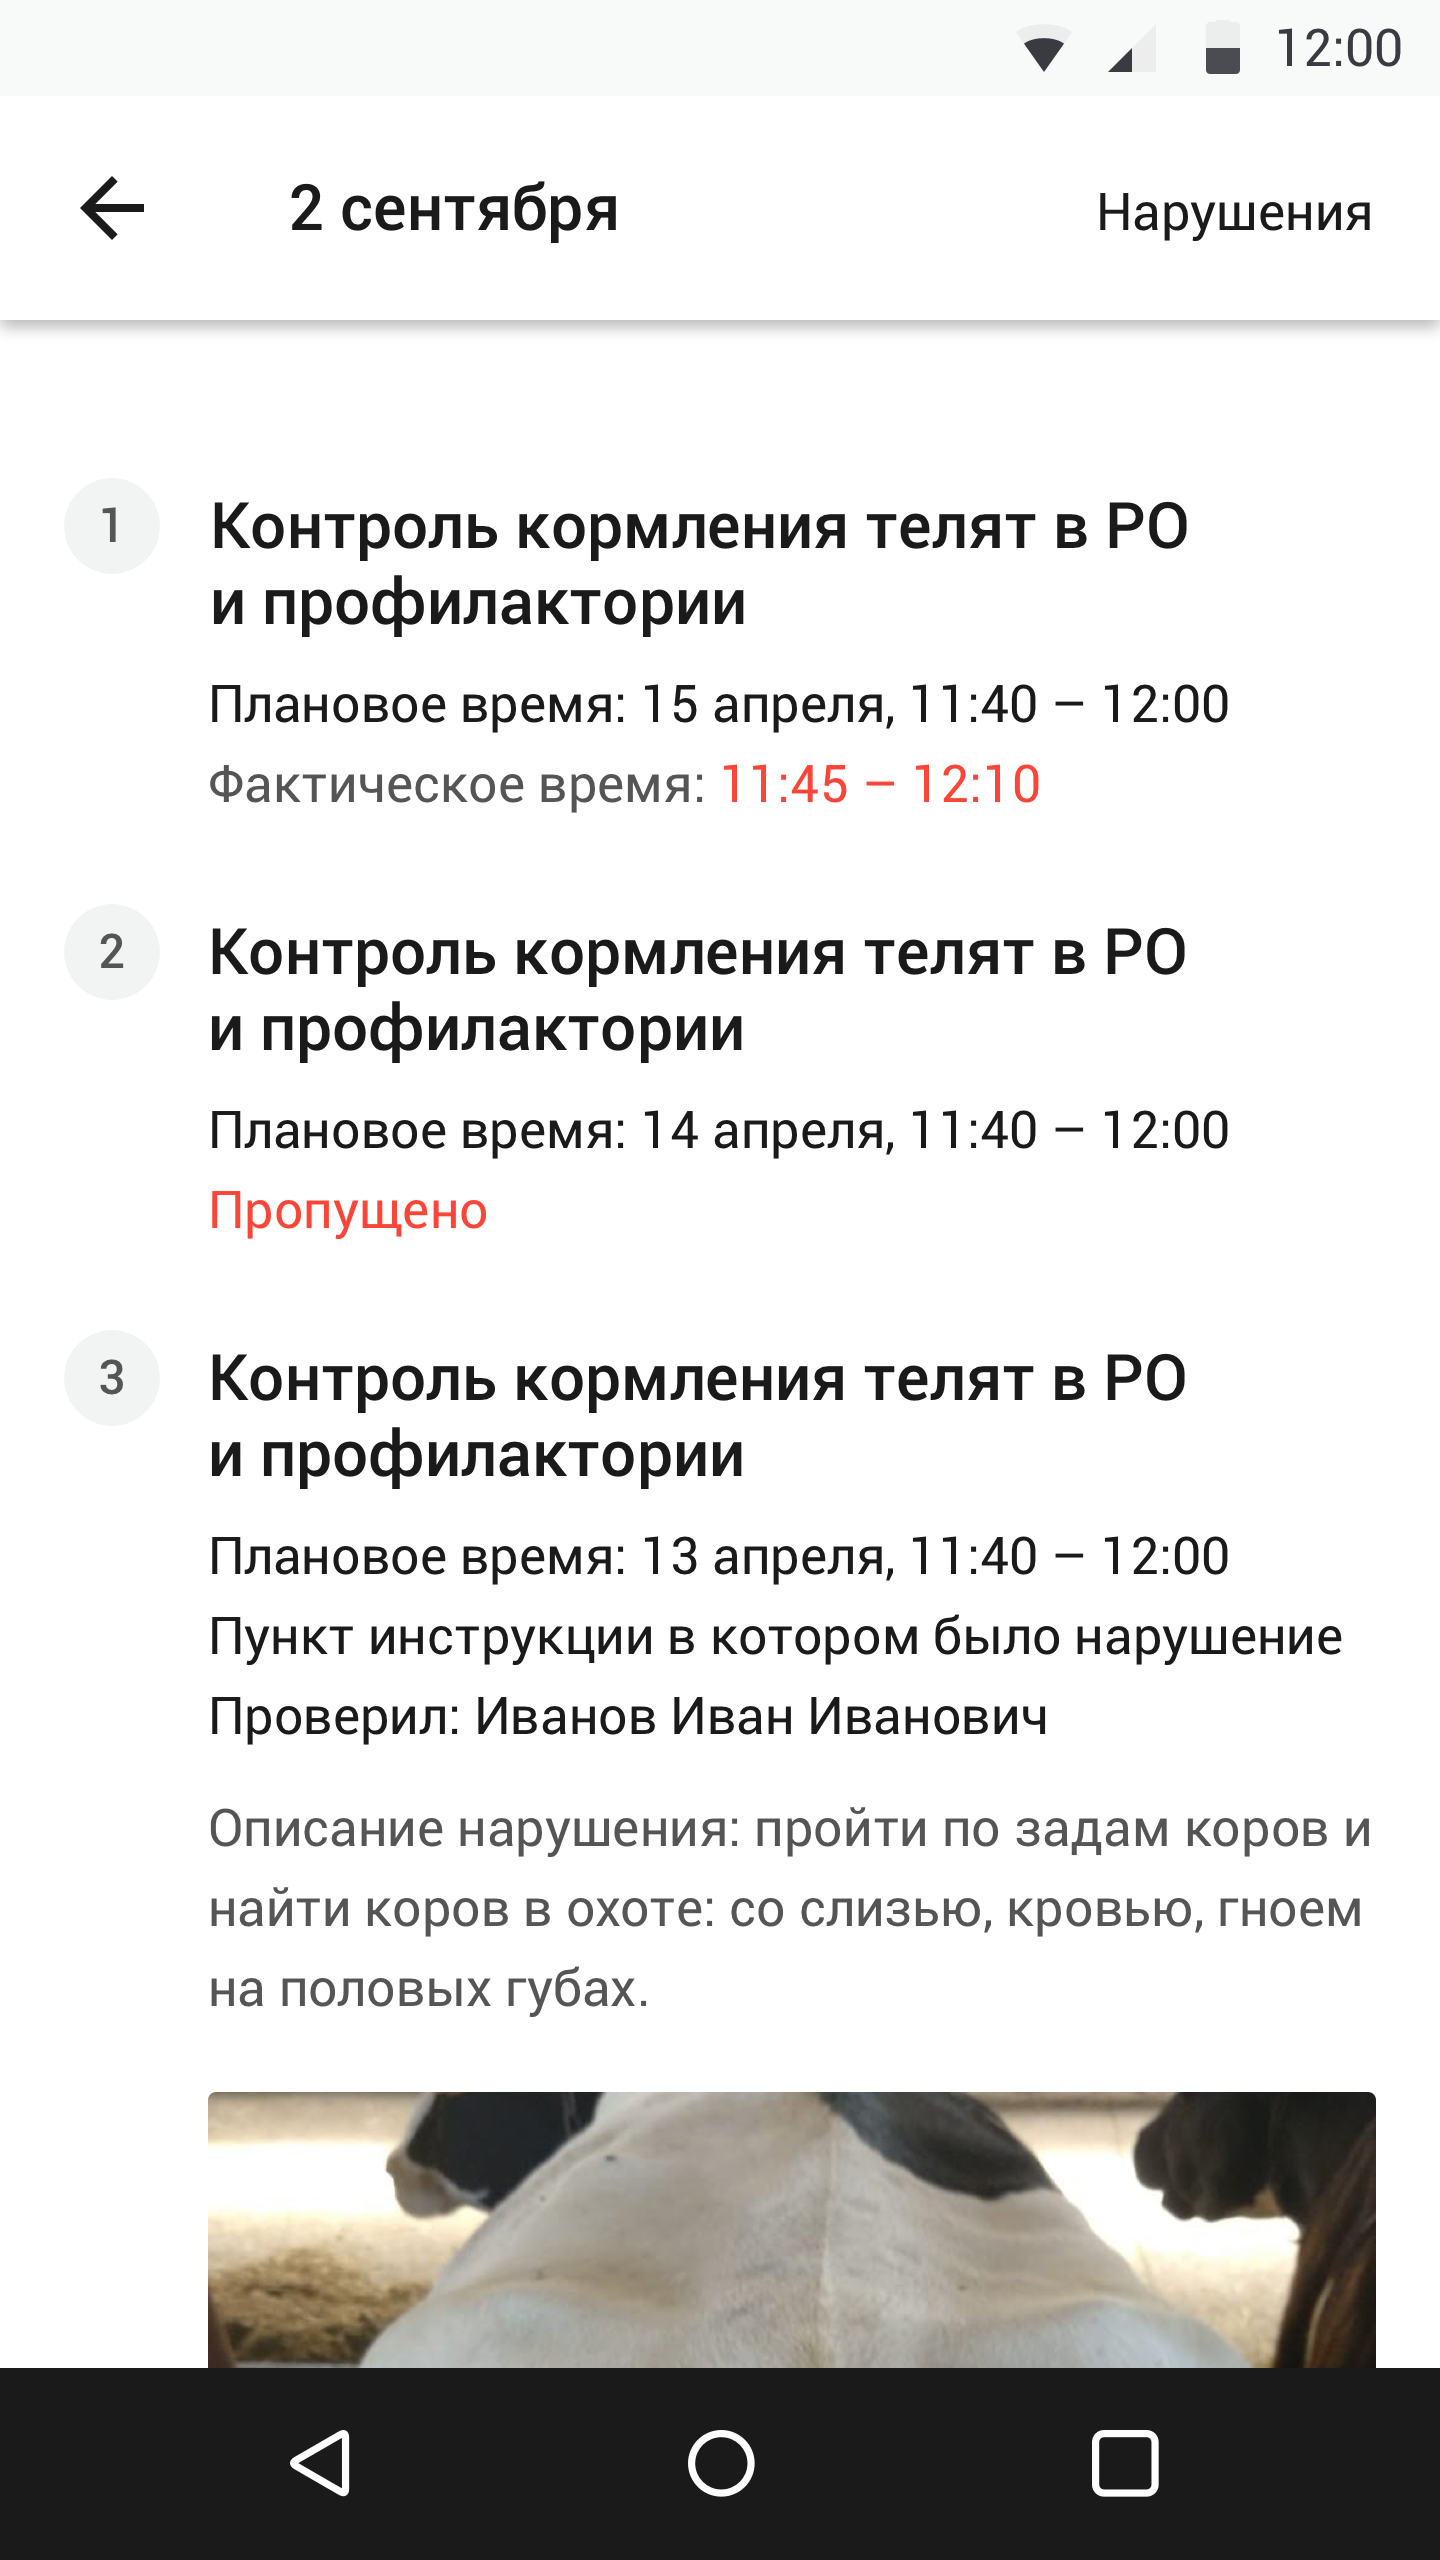 12:00
2 сентября
Нарушения
1
Контроль кормления телят в РО
и профилактории
Плановое время: 15 апреля, 11:40 – 12:00
Фактическое время: 11:45 – 12:10
2
Контроль кормления телят в РО
и профилактории
Плановое время: 14 апреля, 11:40 – 12:00
Пропущено
3
Контроль кормления телят в РО
и профилактории
Плановое время: 13 апреля, 11:40 – 12:00
Пункт инструкции в котором было нарушение
Проверил: Иванов Иван Иванович
Описание нарушения: пройти по задам коров и
найти коров в охоте: со слизью, кровью, гноем
на половых губах.